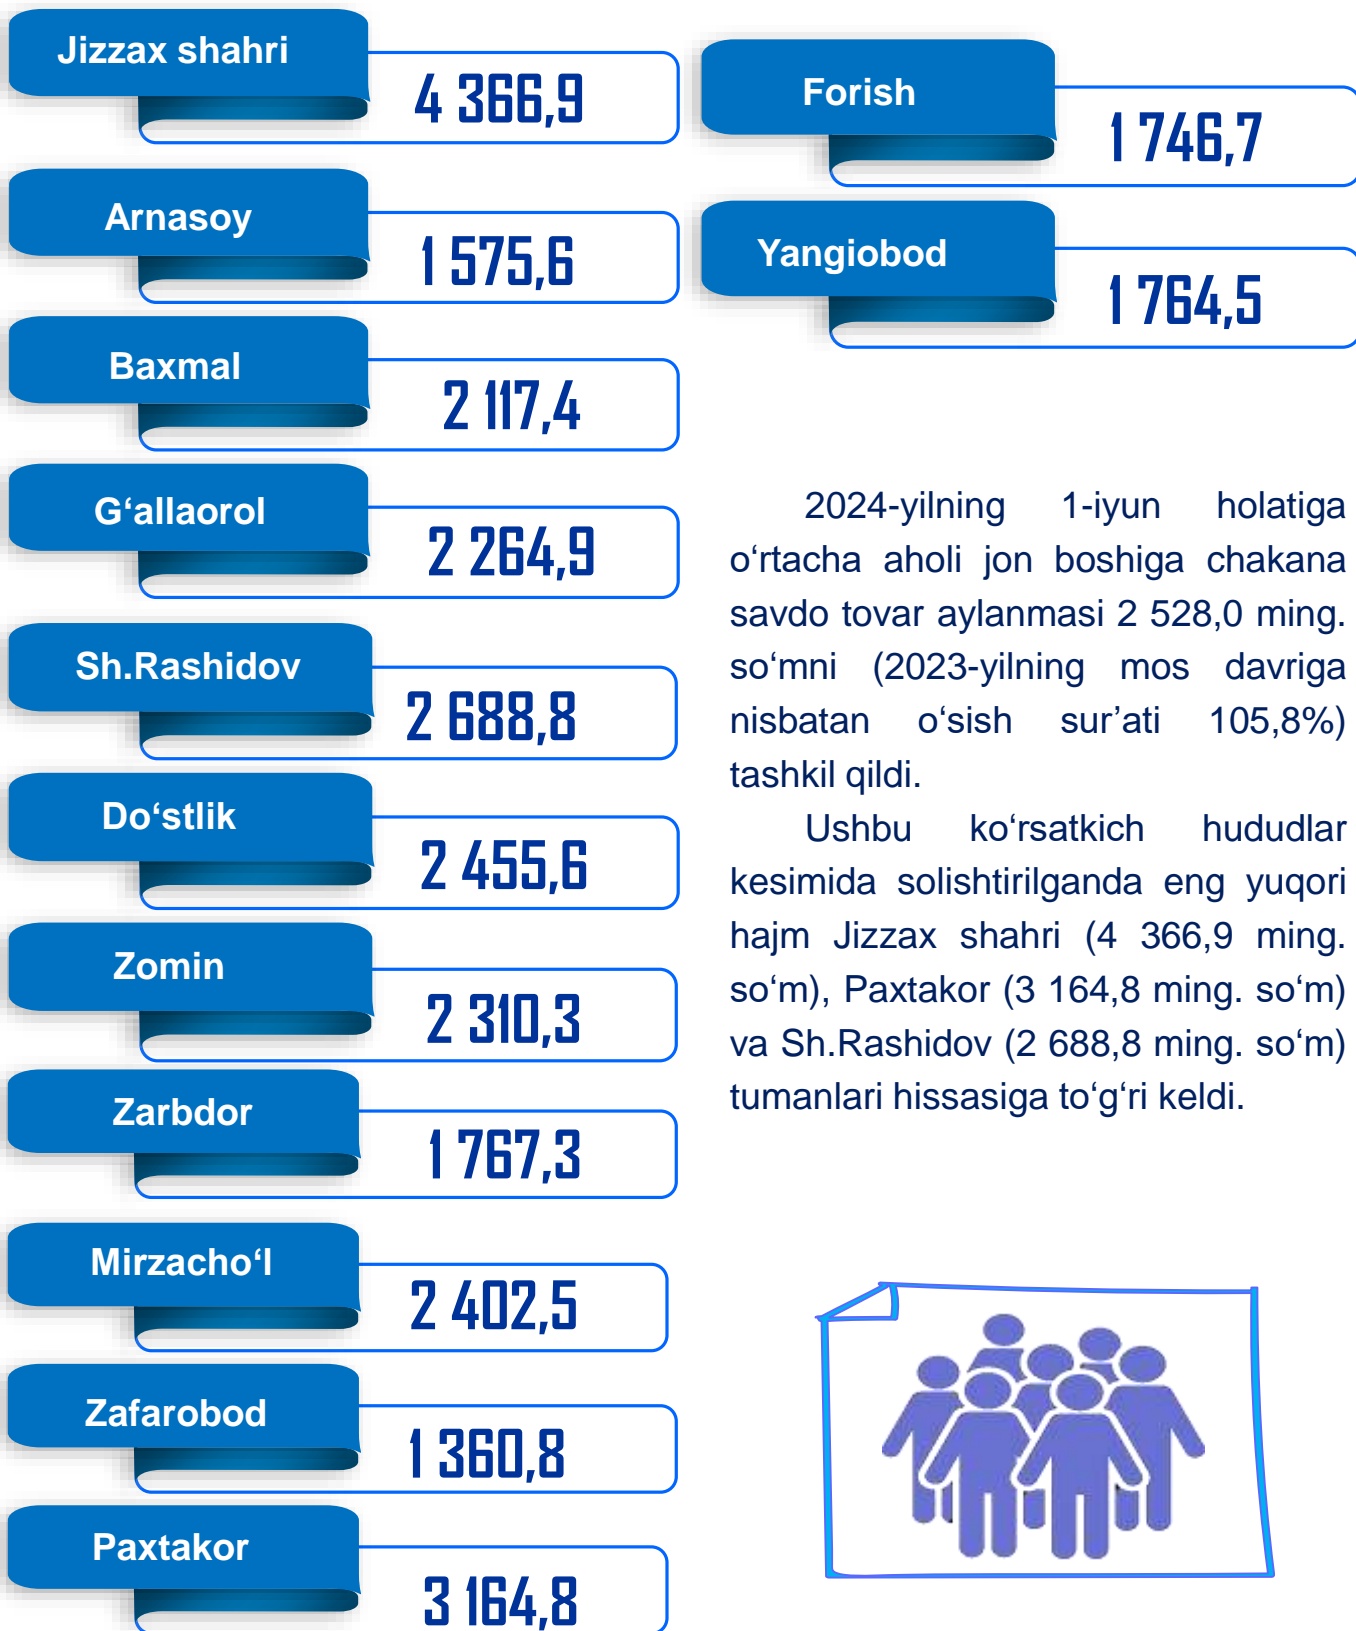 Jizzax shahri
4 366,9
Arnasoy
1 575,6
Baxmal
2 117,4
G‘allaorol
2 264,9
Sh.Rashidov
2 688,8
Do‘stlik
2 455,6
Zomin
2 310,3
Zarbdor
1 767,3
Mirzacho‘l
2 402,5
Zafarobod
1 360,8
Paxtakor
3 164,8
Forish
1 746,7
Yangiobod
1 764,5
2024-yilning 1-iyun holatiga
o‘rtacha aholi jon boshiga chakana
savdo tovar aylanmasi 2 528,0 ming.
so‘mni (2023-yilning mos davriga
nisbatan o‘sish sur’ati 105,8%)
tashkil qildi.
Ushbu ko‘rsatkich hududlar
kesimida solishtirilganda eng yuqori
hajm Jizzax shahri (4 366,9 ming.
so‘m), Paxtakor (3 164,8 ming. so‘m)
va Sh.Rashidov (2 688,8 ming. so‘m)
tumanlari hissasiga to‘g‘ri keldi.